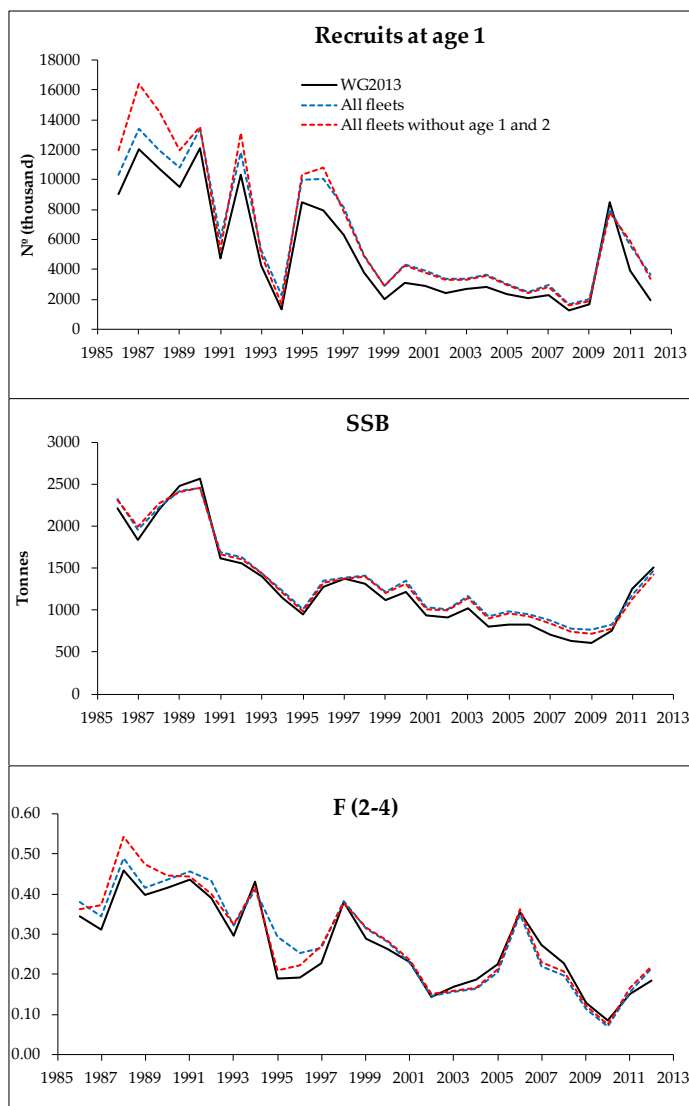 Recruits at age 1
18000
16000
14000
12000
10000
8000
6000
4000
2000
0
Nº (thousand)
WG2013
All fleets
All fleets without age 1 and 2
1985 1987 1989 1991 1993 1995 1997 1999 2001 2003 2005 2007 2009 2011 2013
SSB
3000
2500
2000
1500
1000
500
0
Tonnes
1985 1987 1989 1991 1993 1995 1997 1999 2001 2003 2005 2007 2009 2011 2013
F (2-4)
0.60
0.50
0.40
0.30
0.20
0.10
0.00
1985 1987 1989 1991 1993 1995 1997 1999 2001 2003 2005 2007 2009 2011 2013